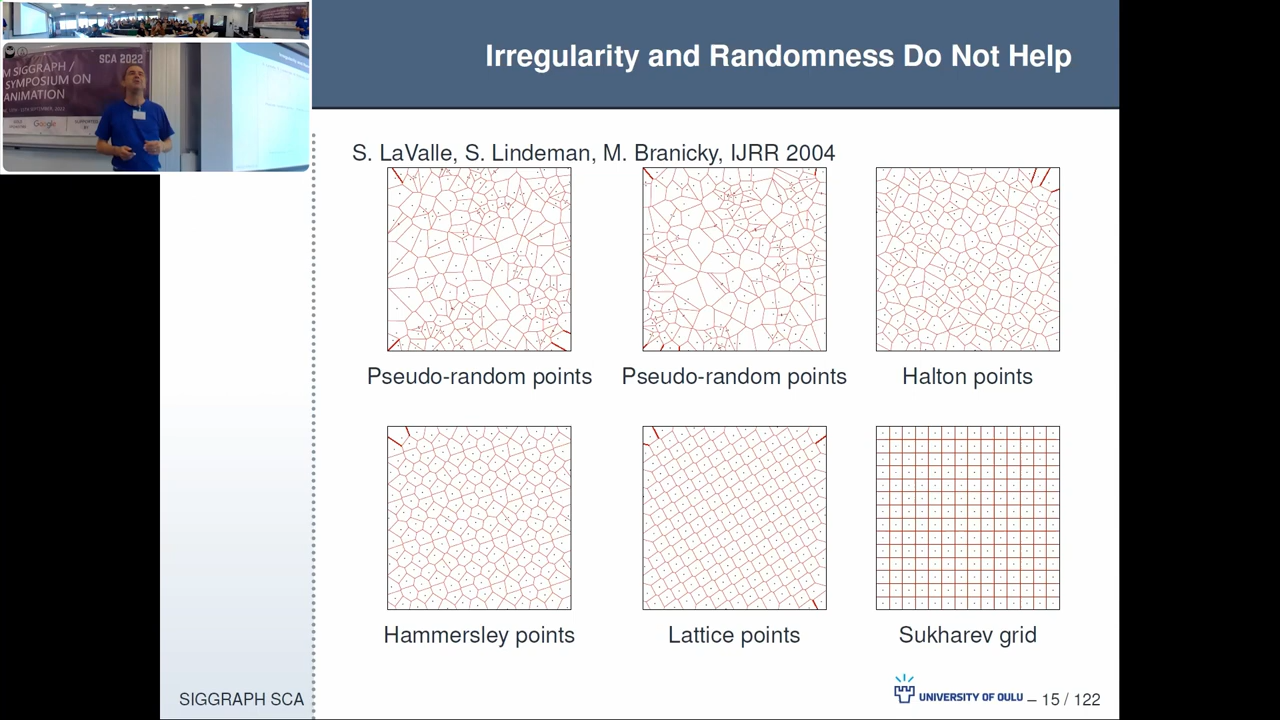 SCA 2022
M SIGGRAPH /
SYMPOSIUM ON
ANIMATION
Google
SUPPORTED
Irregularity and Randomness Do Not Help
S. LaValle, S. Lindeman, M. Branicky, IJRR 2004
Pseudo-random points
Pseudo-random points
Halton points
Hammersley points
Lattice points
Sukharev grid
SIGGRAPH SCA
UNIVERSITY OF OULU – 15 / 122